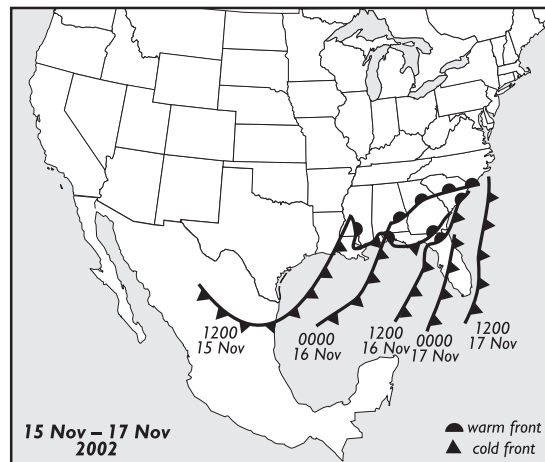 1200
15 Nov
0000
16 Nov
1200
16 Nov
0000
17 Nov
1200
17 Nov
15 Nov – 17 Nov
2002
warm front
cold front